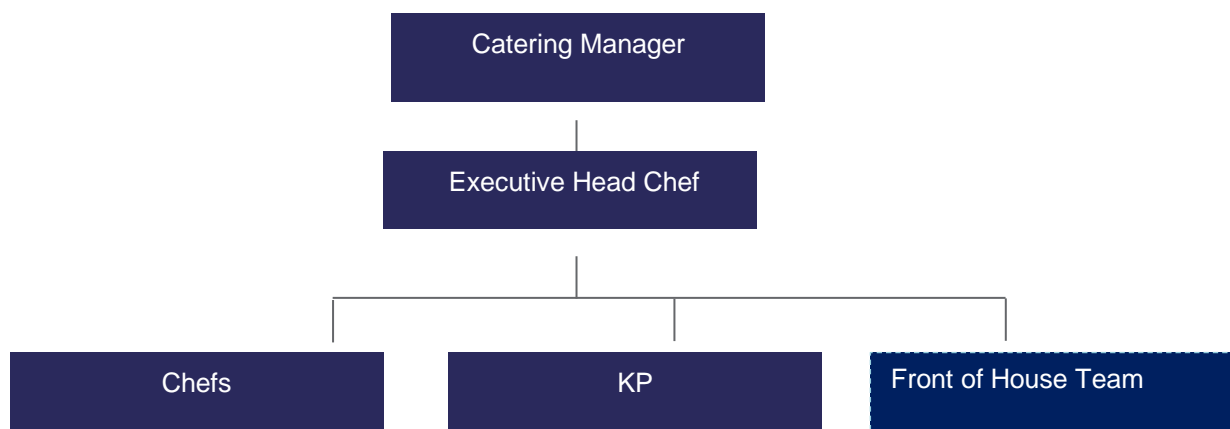 Catering Manager
Executive Head Chef
Chefs
KP
Front of House Team